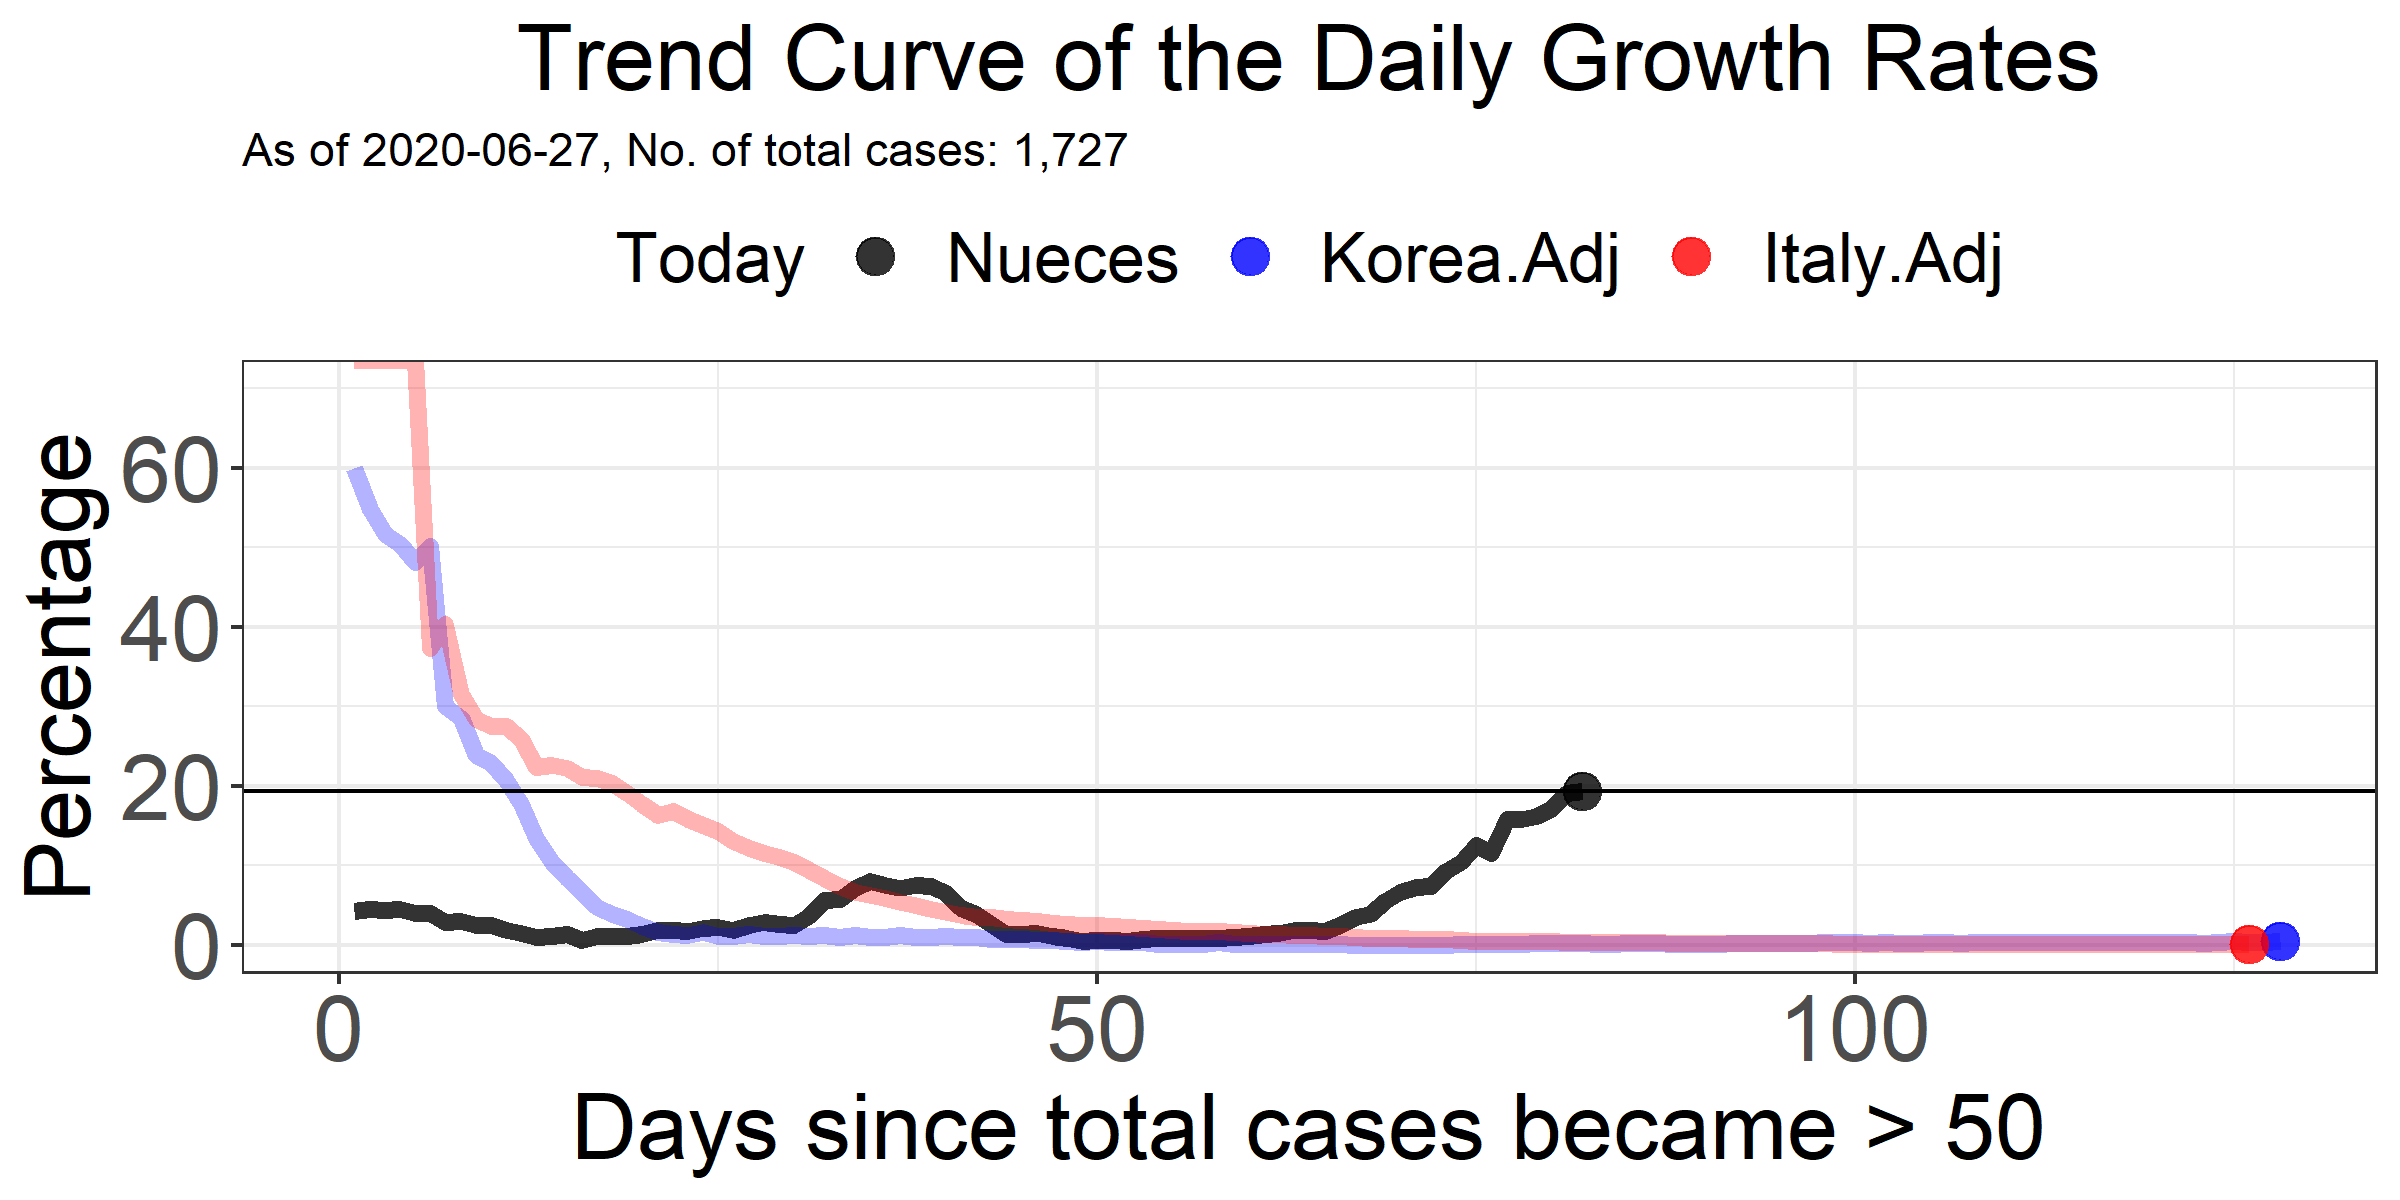 Trend Curve of the Daily Growth Rates
As of 2020-06-27, No. of total cases: 1,727
Today Nueces Korea.Adj Italy.Adj
Percentage
60
40
20
0
0 50 100
Days since total cases became > 50